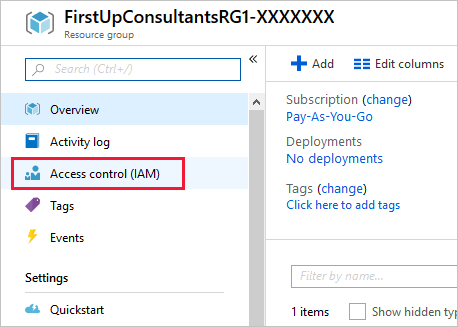 FirstUpConsultantsRG1-XXXXXXX
Resource group
Search (Ctrl+/)
«
Overview
Activity log
Access control (IAM)
Tags
Events
Settings
Quickstart
Add
Edit columns
Subscription (change)
Pay-As-You-Go
Deployments
No deployments
Tags (change)
Click here to add tags
Filter by name...
1 items
Show hidden typ